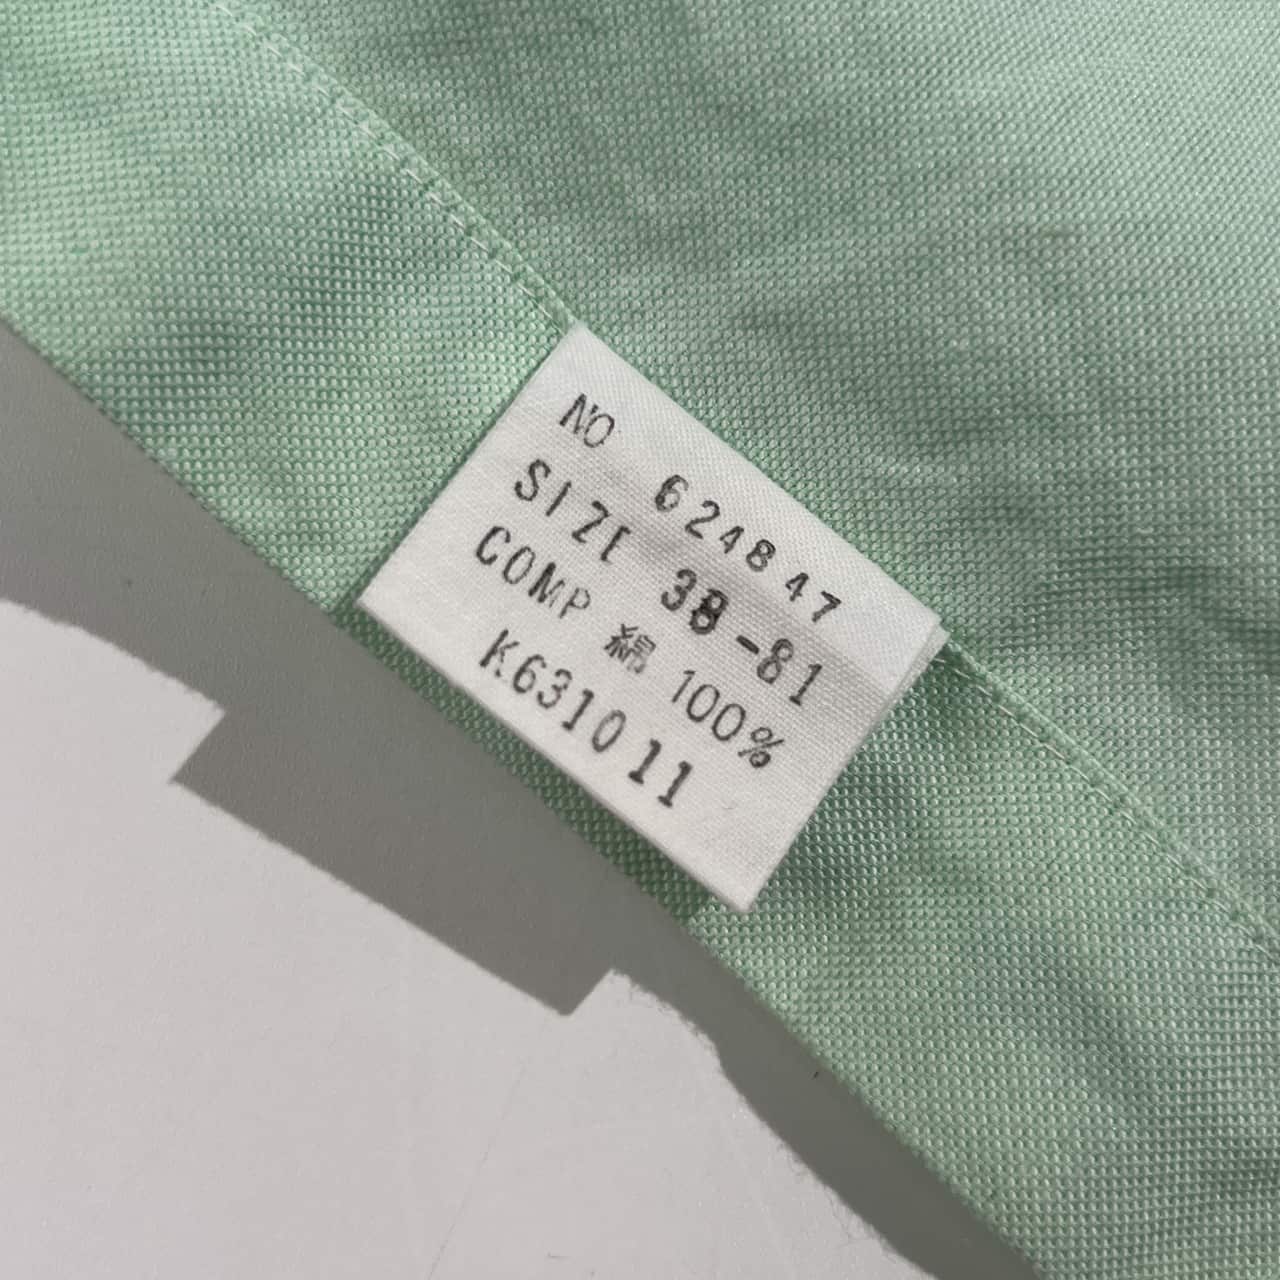 NO 624847
SIZE 38-81
COMP 綿 100%
K631011